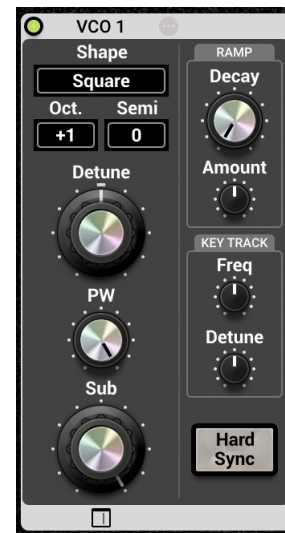 VCO 1
Shape
Square
Oct. Semi
+1 0
Detune
PW
Sub
RAMP
Decay
Amount
KEY TRACK
Freq
Detune
Hard
Sync